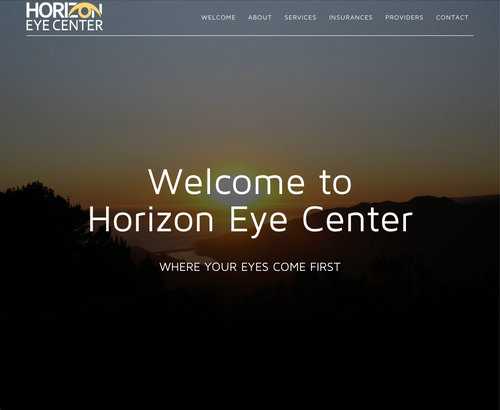 HORIZON
EYE CENTER
WELCOME ABOUT SERVICES INSURANCES PROVIDERS CONTACT
Welcome to
Horizon Eye Center
WHERE YOUR EYES COME FIRST